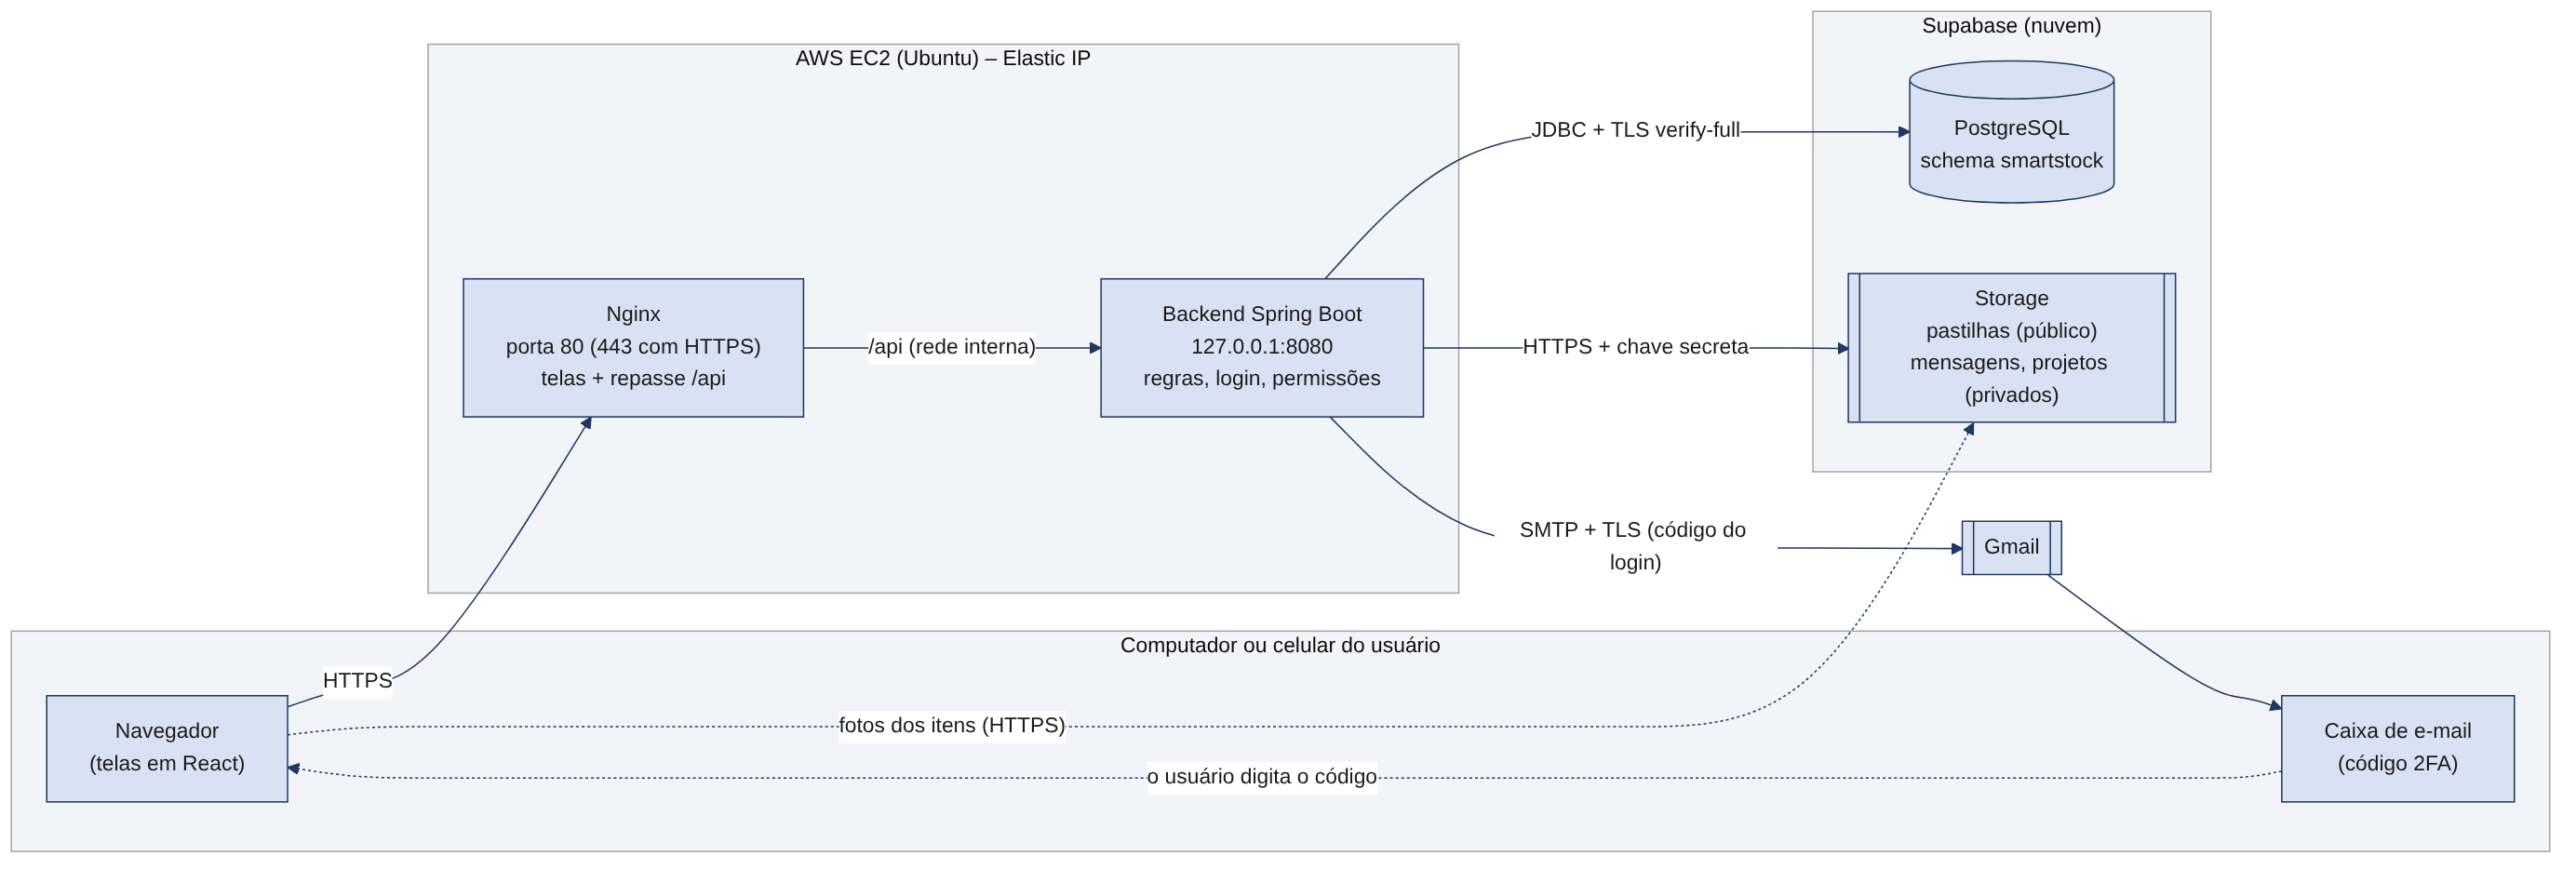 Supabase (nuvem)
AWS EC2 (Ubuntu) – Elastic IP
PostgreSQL
schema smartstock
JDBC + TLS verify-full
Nginx
porta 80 (443 com HTTPS)
telas + repasse /api
/api (rede interna)
Backend Spring Boot
127.0.0.1:8080
regras, login, permissões
HTTPS + chave secreta
Storage
pastilhas (público)
mensagens, projetos
(privados)
SMTP + TLS (código do
login)
Gmail
Computador ou celular do usuário
HTTPS
Navegador
(telas em React)
fotos dos itens (HTTPS)
o usuário digita o código
Caixa de e-mail
(código 2FA)